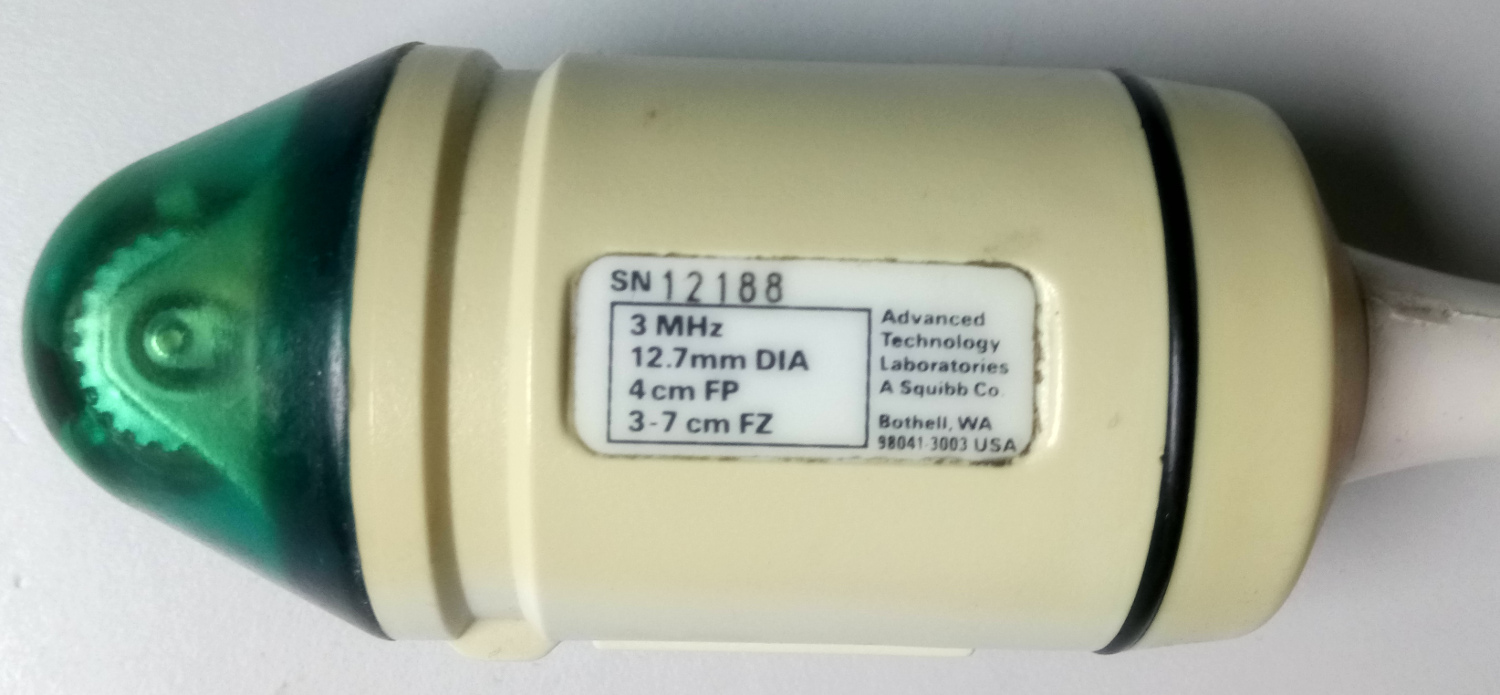 SN 12188
3 MHz
12.7mm DIA
4 cm FP
3-7 cm FZ
Advanced
Technology
Laboratories
A Squibb Co.
Bothell, WA
98041-3003 USA